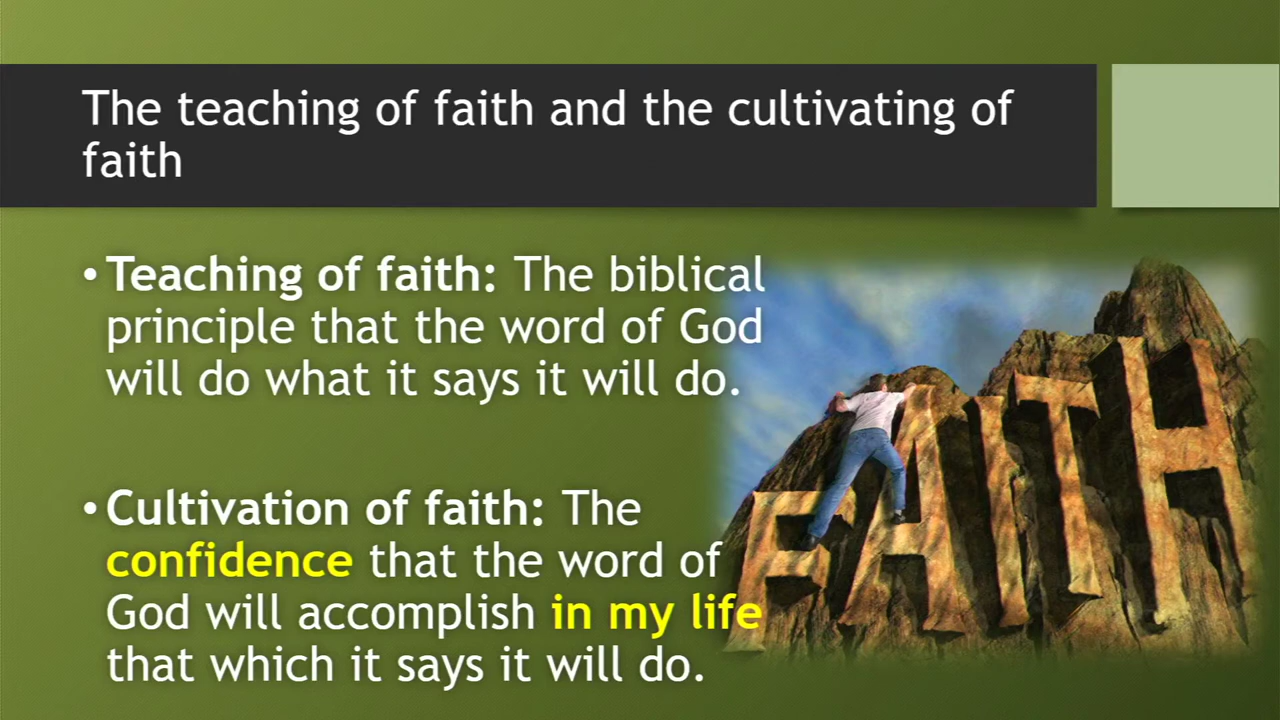 The teaching of faith and the cultivating of
faith
• Teaching of faith: The biblical
principle that the word of God
will do what it says it will do.
• Cultivation of faith: The
confidence that the word of
God will accomplish in my life
that which it says it will do.
FAITH